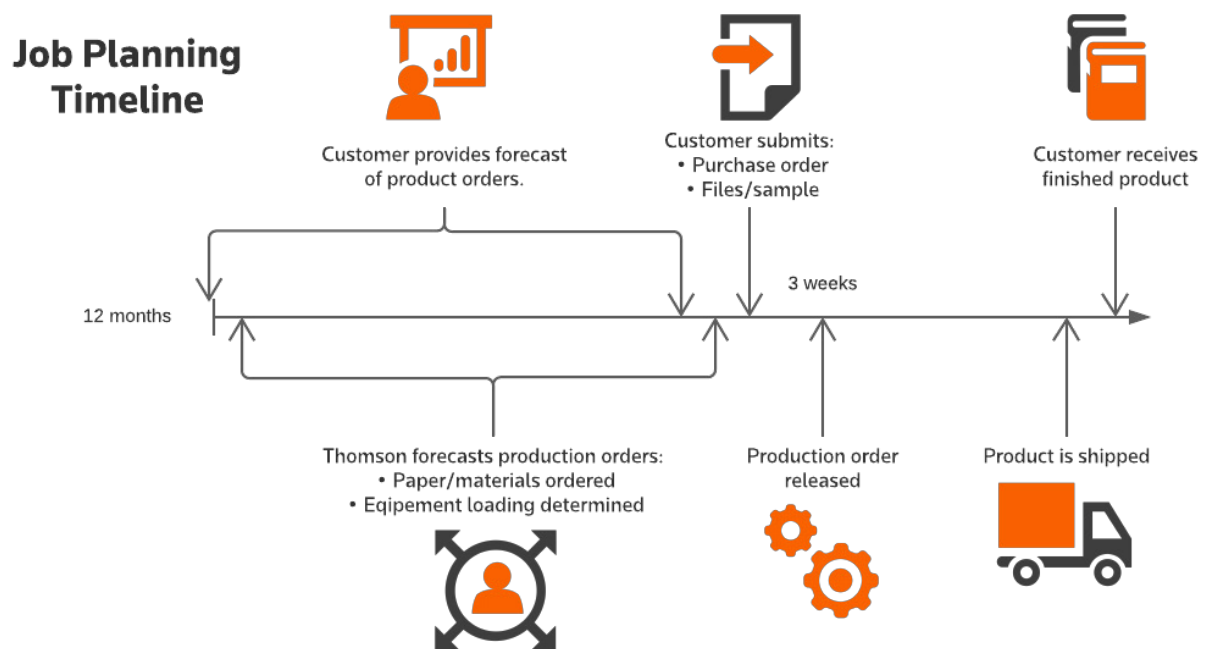 Job Planning
Timeline
Customer provides forecast
of product orders.
Customer submits:
• Purchase order
• Files/sample
Customer receives
finished product
3 weeks
12 months
Thomson forecasts production orders:
• Paper/materials ordered
• Eqipement loading determined
Production order
released
Product is shipped